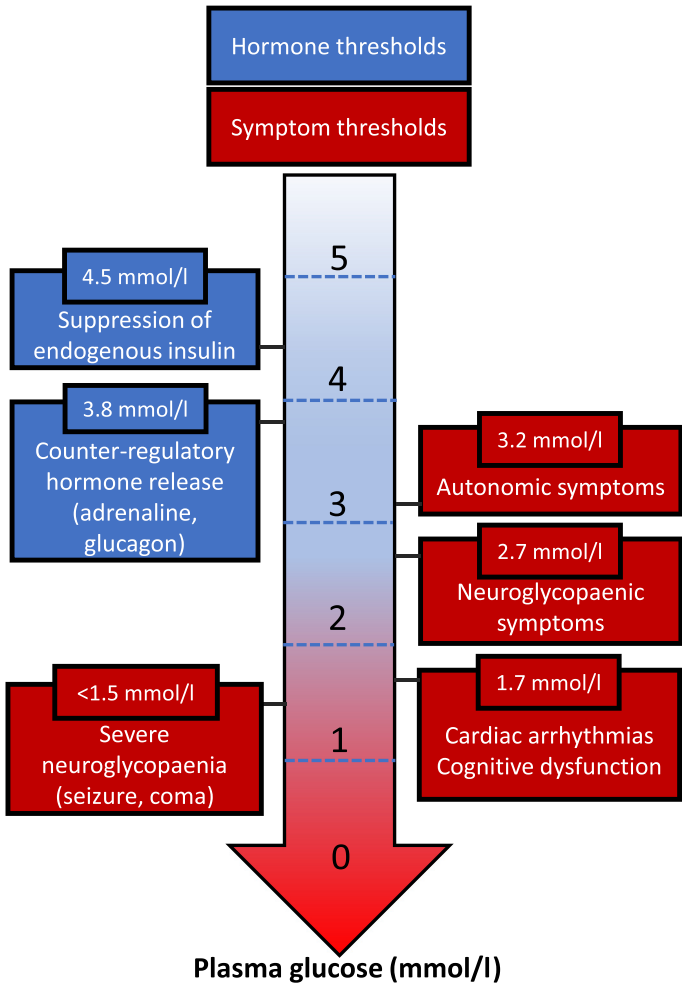 Hormone thresholds
Symptom thresholds
5
4.5 mmol/l
Suppression of
endogenous insulin
4
3.8 mmol/l
Counter-regulatory
hormone release
(adrenaline,
glucagon)
3.2 mmol/l
Autonomic symptoms
3
2.7 mmol/l
Neuroglycopaenic
symptoms
2
1.7 mmol/l
Cardiac arrhythmias
Cognitive dysfunction
<1.5 mmol/l
Severe
neuroglycopaenia
(seizure, coma)
1
0
Plasma glucose (mmol/l)